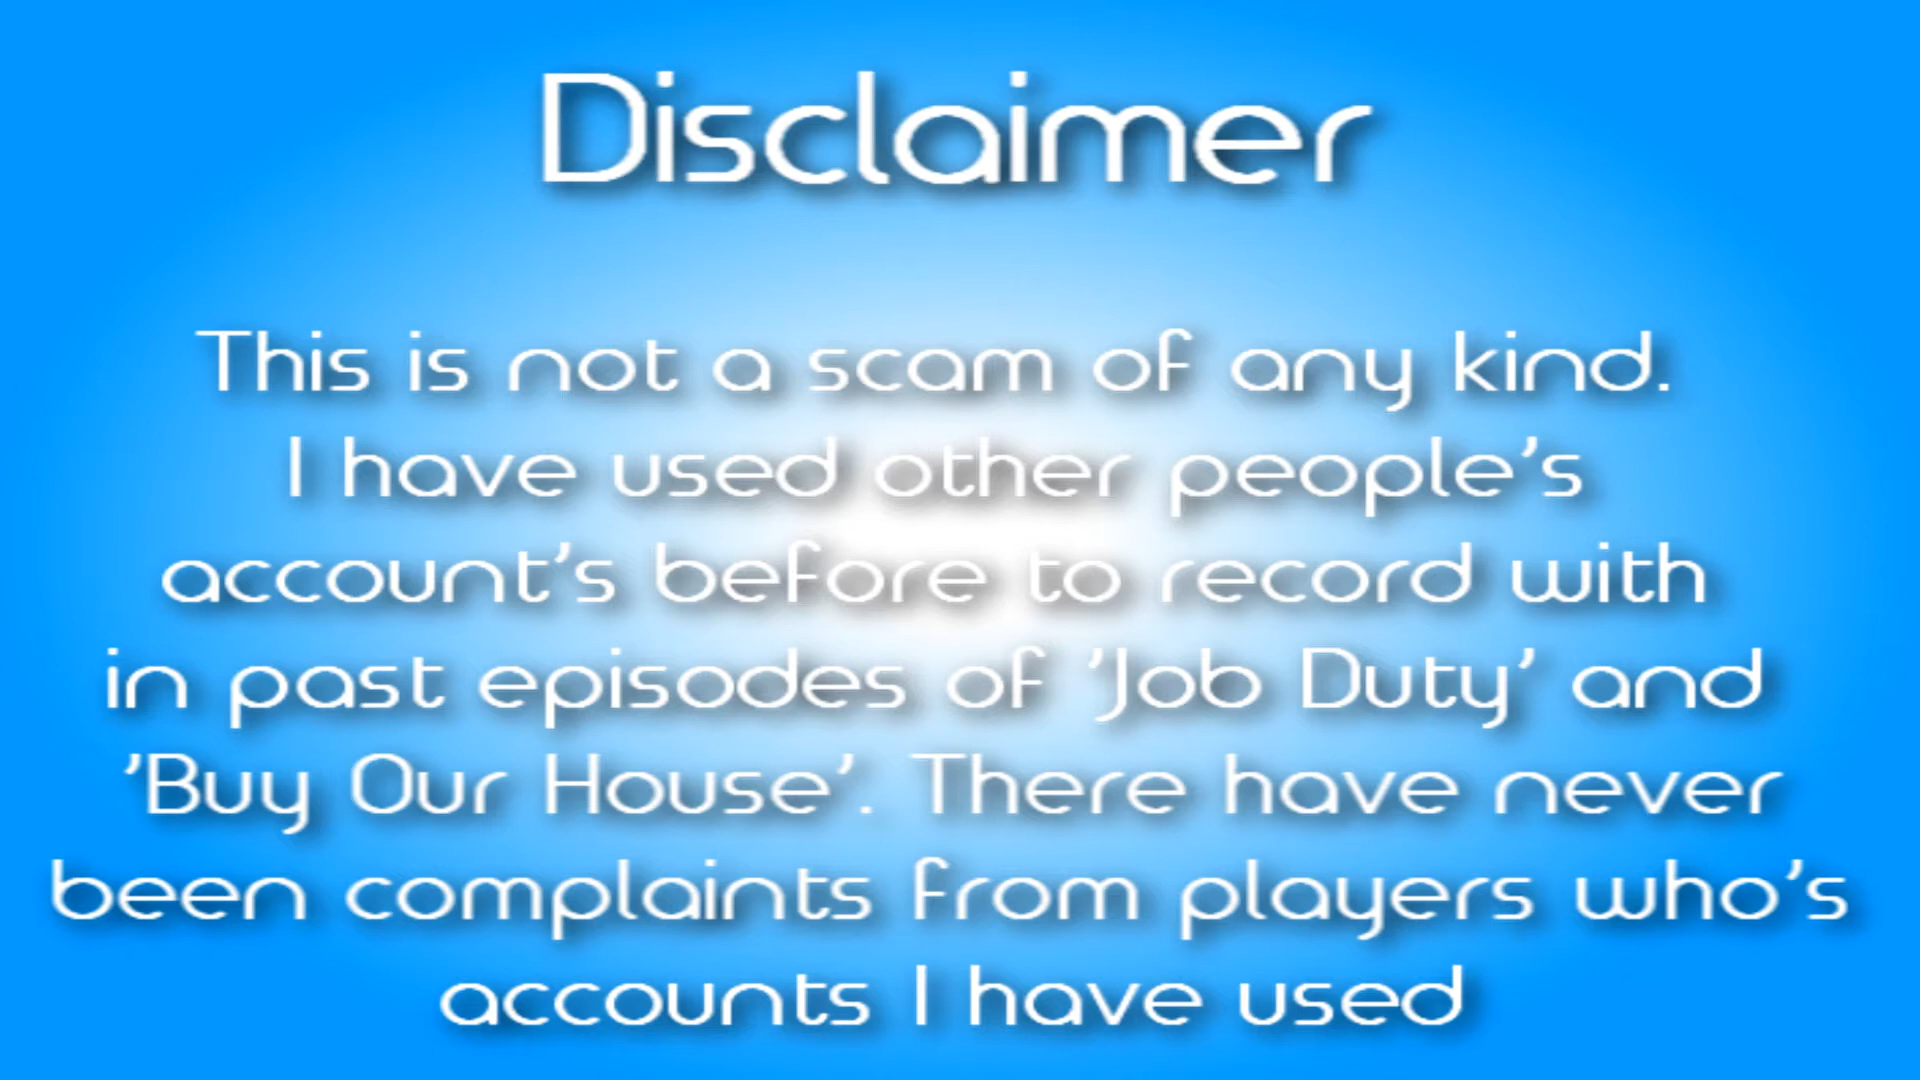 Disclaimer
This is not a scam of any kind.
I have used other people's
account's before to record with
in past episodes of 'Job Duty' and
'Buy Our House'. There have never
been complaints from players who's
accounts I have used